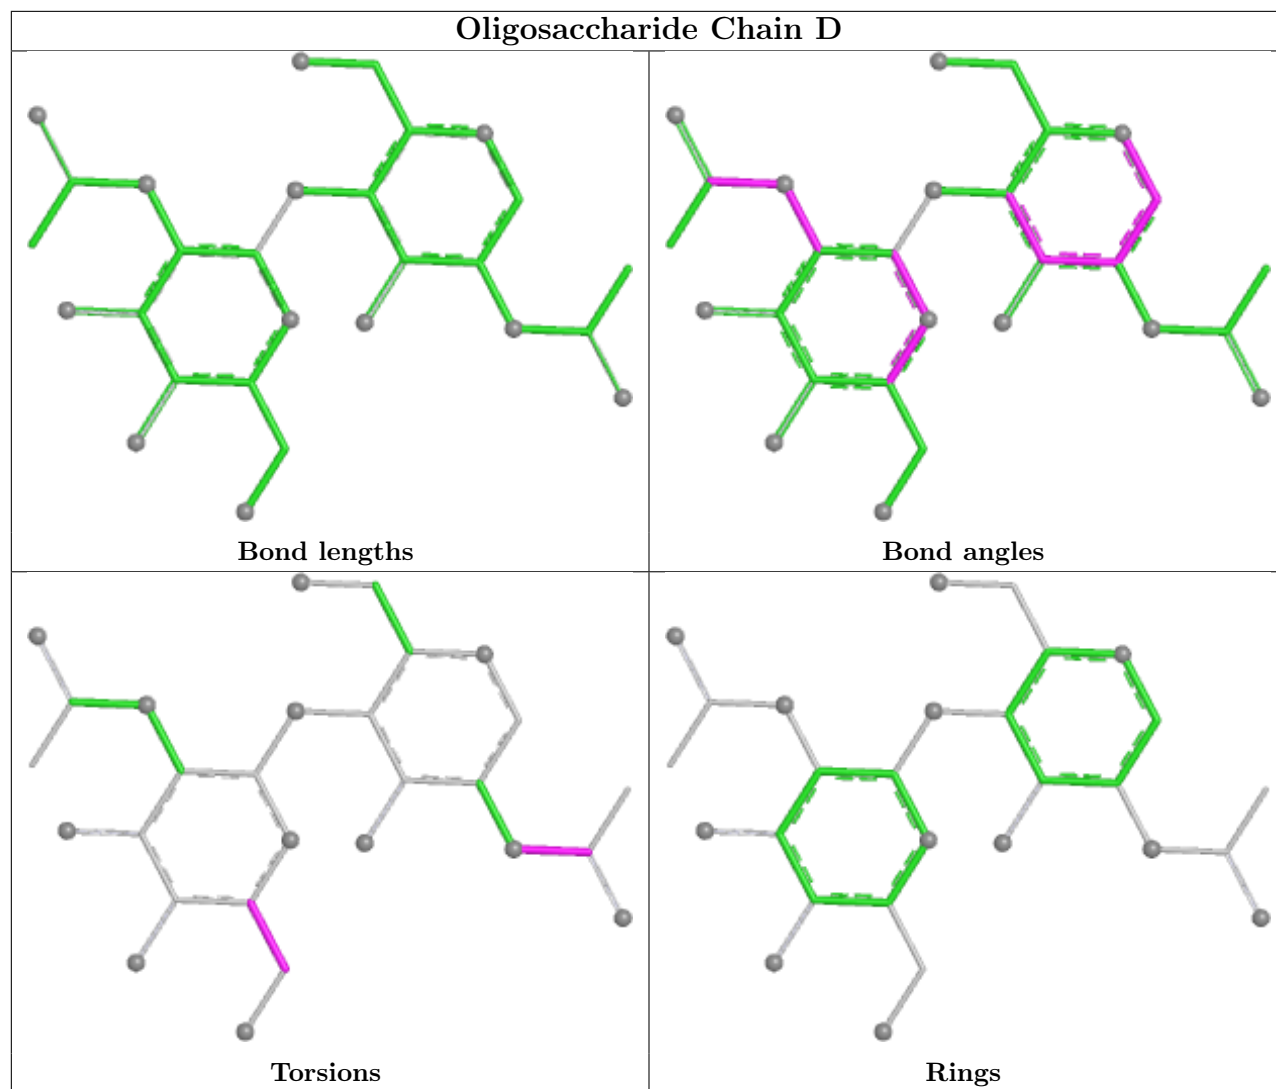 Oligosaccharide Chain D
Bond lengths
Bond angles
Torsions
Rings